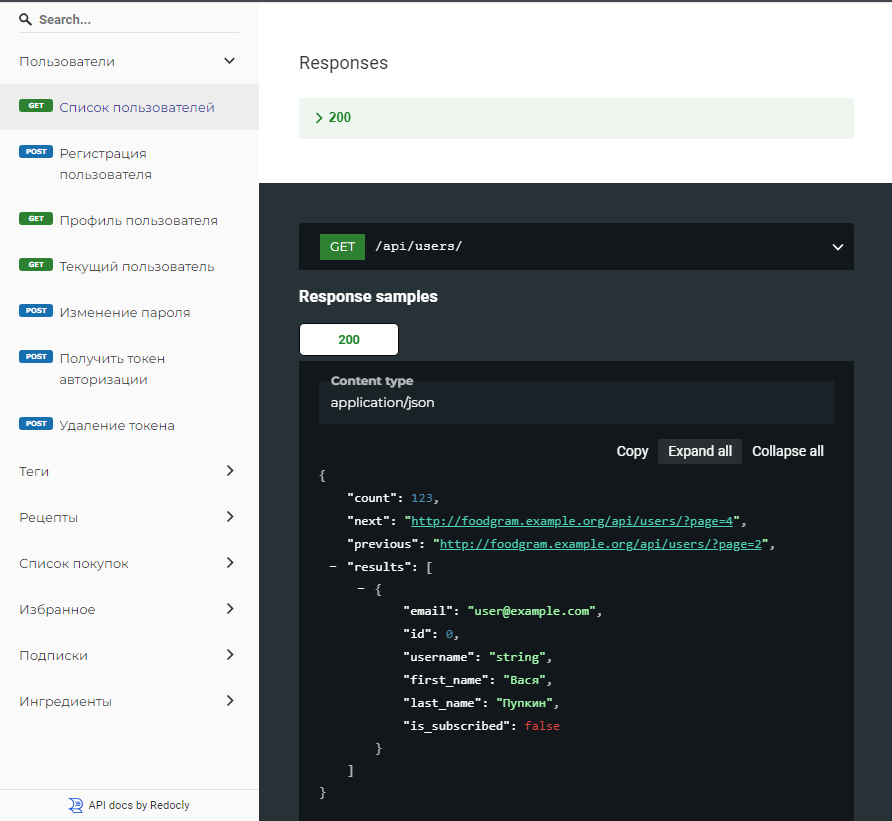 Search...
Пользователи
GET Список пользователей
POST Регистрация
пользователя
GET Профиль пользователя
GET Текущий пользователь
POST Изменение пароля
POST Получить токен
авторизации
POST Удаление токена
Теги
Рецепты
Список покупок
Избранное
Подписки
Ингредиенты
API docs by Redocly
Responses
200
GET /api/users/
Response samples
200
Content type
application/json
Copy Expand all Collapse all
{
"count": 123,
"next": "http://foodgram.example.org/api/users/?page=4",
"previous": "http://foodgram.example.org/api/users/?page=2",
− "results": [
− {
"email": "user@example.com",
"id": 0,
"username": "string",
"first_name": "Вася",
"last_name": "Пупкин",
"is_subscribed": false
}
]
}